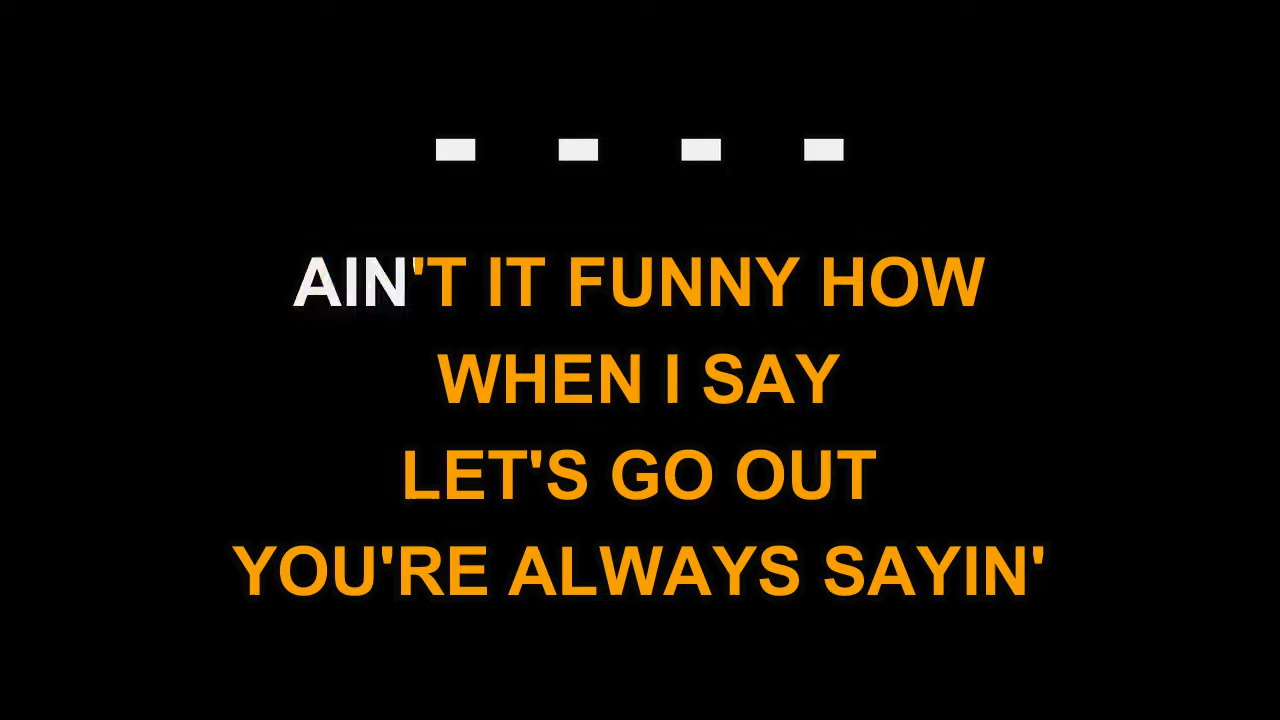 AIN'T IT FUNNY HOW
WHEN I SAY
LET'S GO OUT
YOU'RE ALWAYS SAYIN'